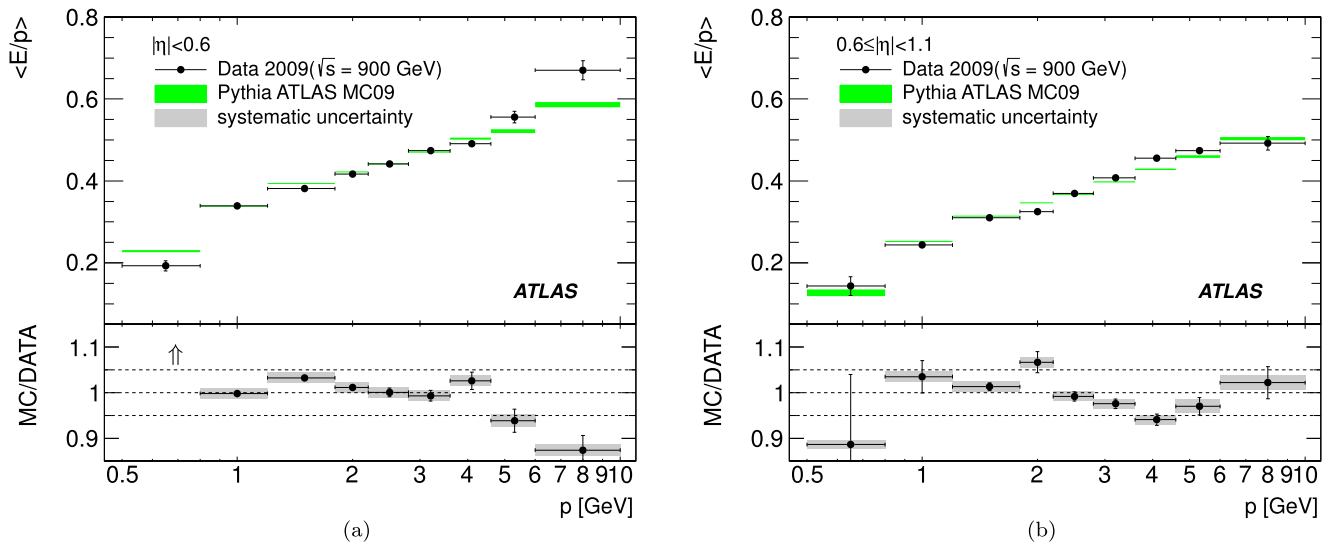 <E/p>
0.8
0.6
0.4
0.2
|η|<0.6
Data 2009(√s = 900 GeV)
Pythia ATLAS MC09
systematic uncertainty
ATLAS
MC/DATA
1.1
1
0.9
⇑
0.5 1 2 3 4 5 6 7 8 910
p [GeV]
(a)
<E/p>
0.8
0.6
0.4
0.2
0.6≤|η|<1.1
Data 2009(√s = 900 GeV)
Pythia ATLAS MC09
systematic uncertainty
ATLAS
MC/DATA
1.1
1
0.9
0.5 1 2 3 4 5 6 7 8 910
p [GeV]
(b)